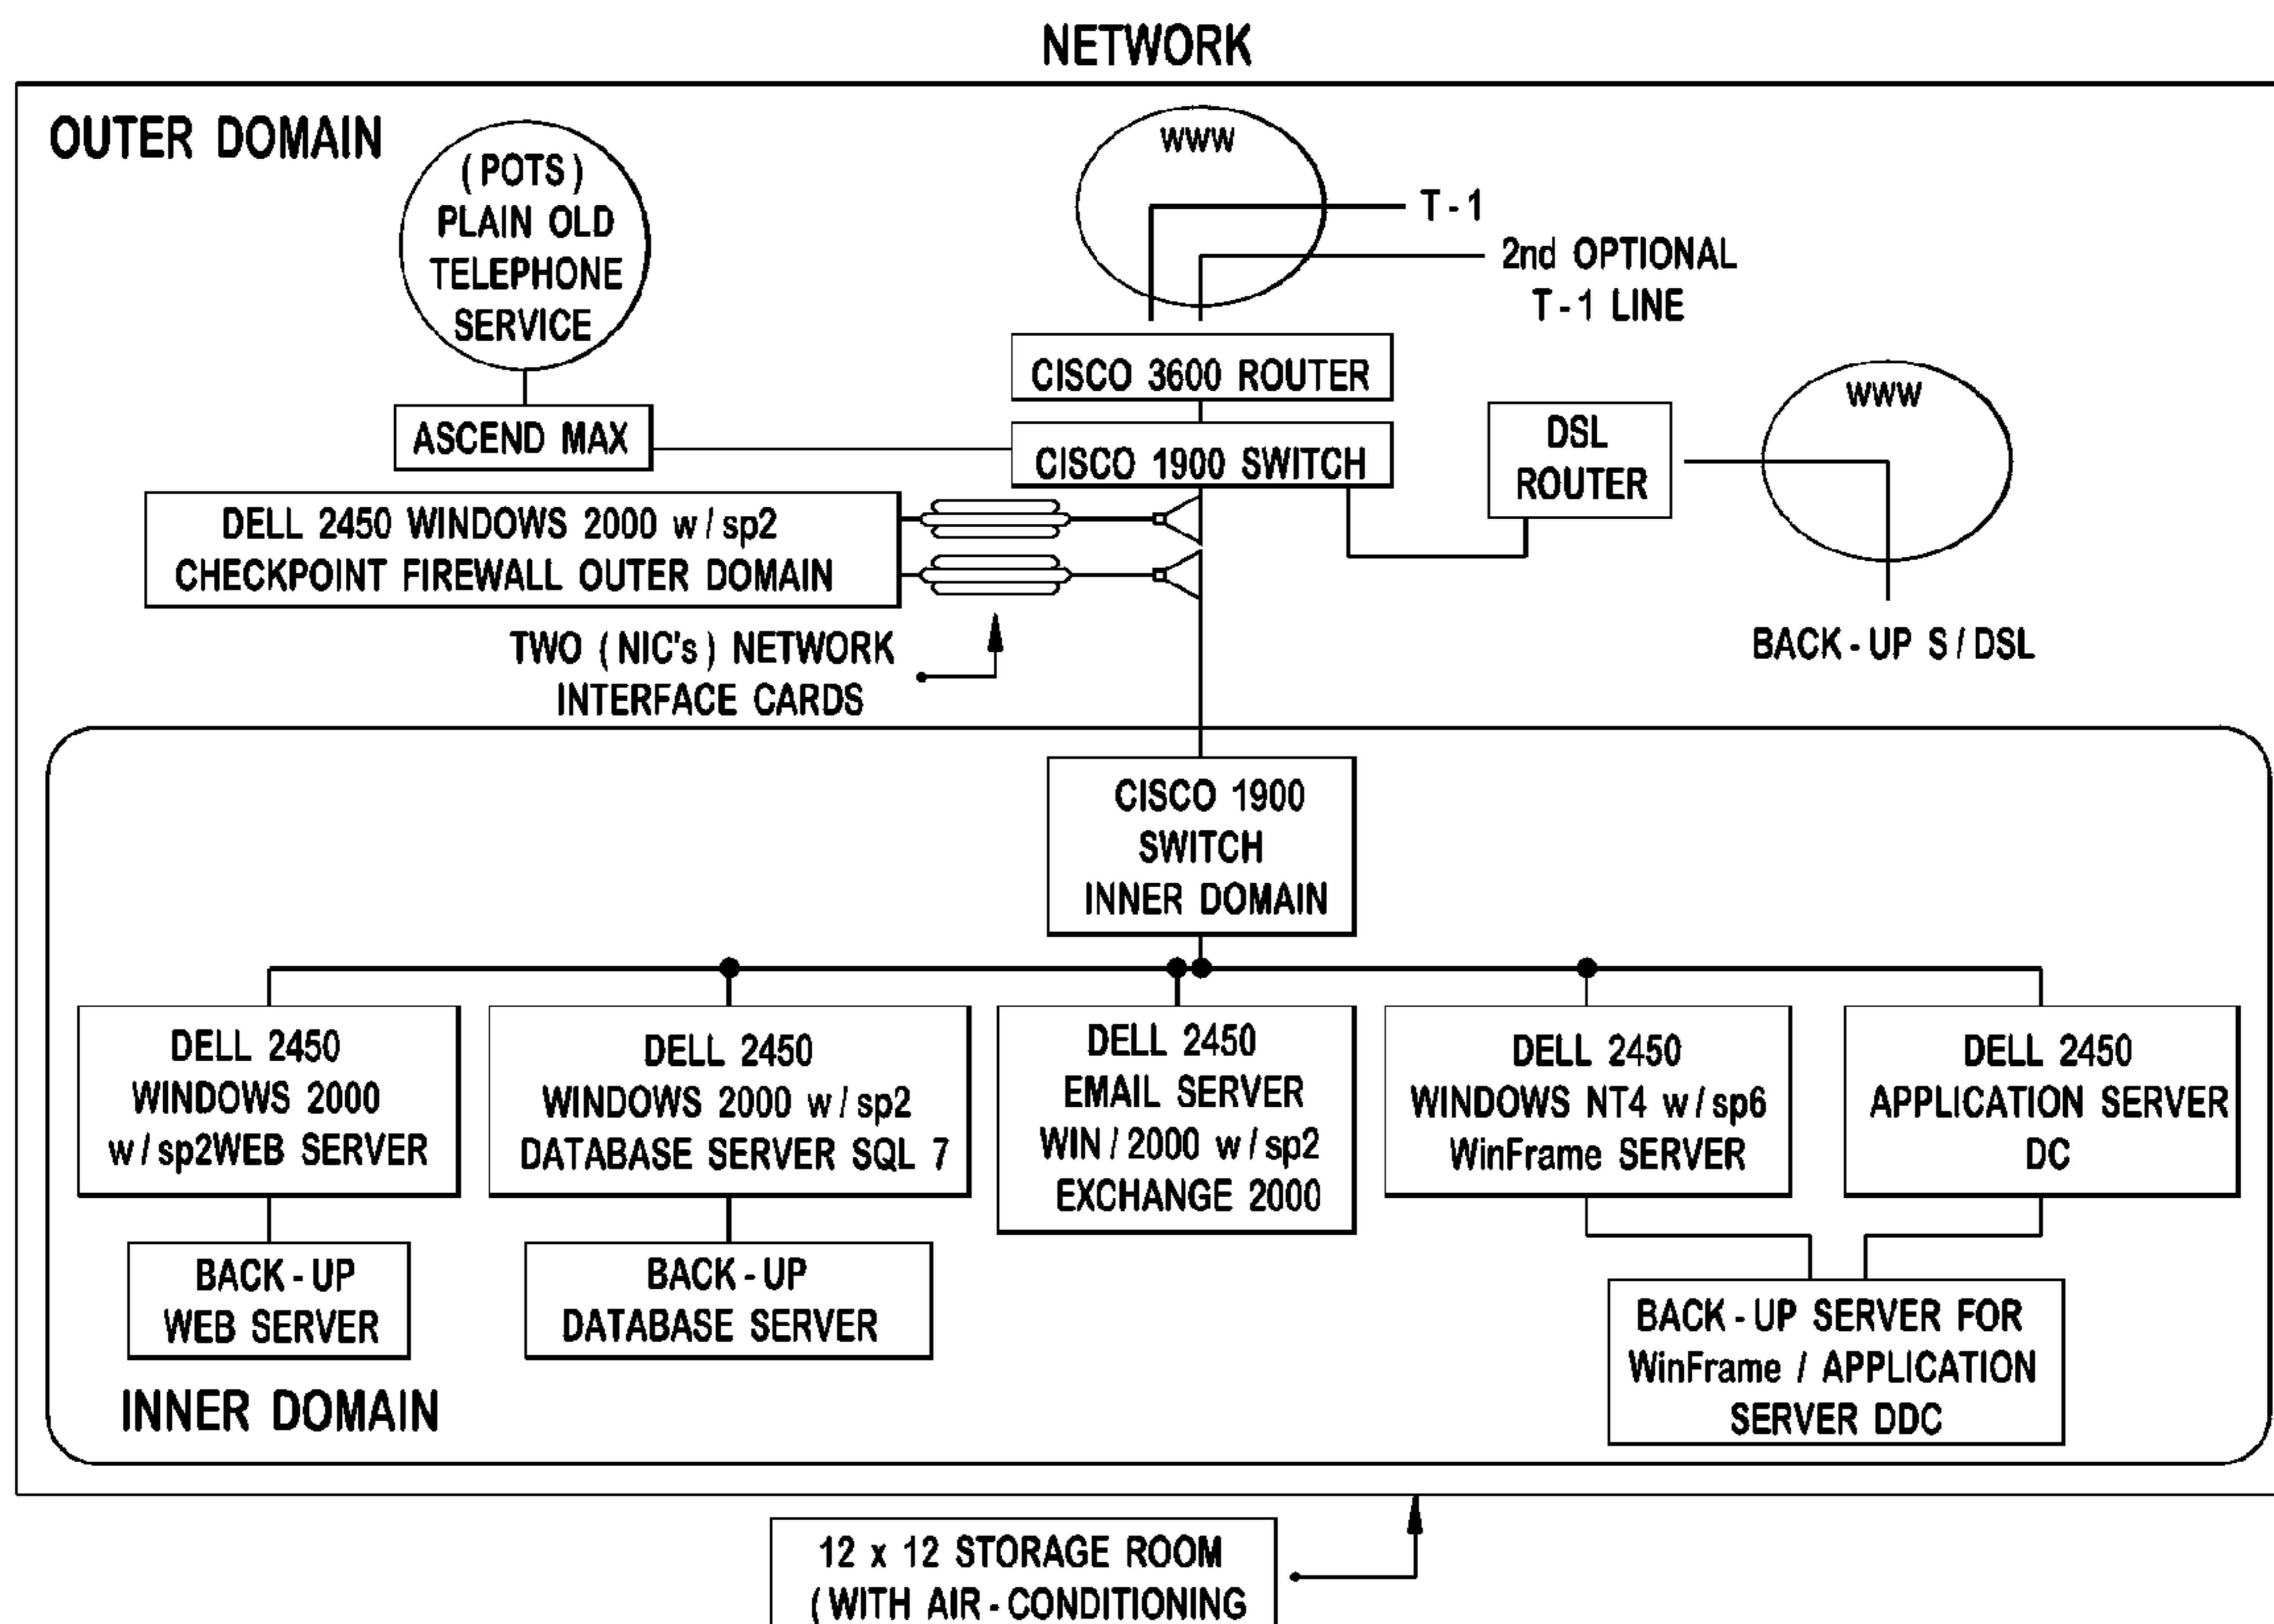 NETWORK
OUTER DOMAIN
( POTS )
PLAIN OLD
TELEPHONE
SERVICE
WWW
T - 1
2nd OPTIONAL
T - 1 LINE
CISCO 3600 ROUTER
ASCEND MAX
CISCO 1900 SWITCH
DSL
ROUTER
WWW
BACK - UP S / DSL
DELL 2450 WINDOWS 2000 w / sp2
CHECKPOINT FIREWALL OUTER DOMAIN
TWO ( NIC's ) NETWORK
INTERFACE CARDS
CISCO 1900
SWITCH
INNER DOMAIN
DELL 2450
WINDOWS 2000
w / sp2WEB SERVER
DELL 2450
WINDOWS 2000 w / sp2
DATABASE SERVER SQL 7
DELL 2450
EMAIL SERVER
WIN / 2000 w / sp2
EXCHANGE 2000
DELL 2450
WINDOWS NT4 w / sp6
WinFrame SERVER
DELL 2450
APPLICATION SERVER
DC
BACK - UP
WEB SERVER
BACK - UP
DATABASE SERVER
BACK - UP SERVER FOR
WinFrame / APPLICATION
SERVER DDC
INNER DOMAIN
12 x 12 STORAGE ROOM
( WITH AIR - CONDITIONING